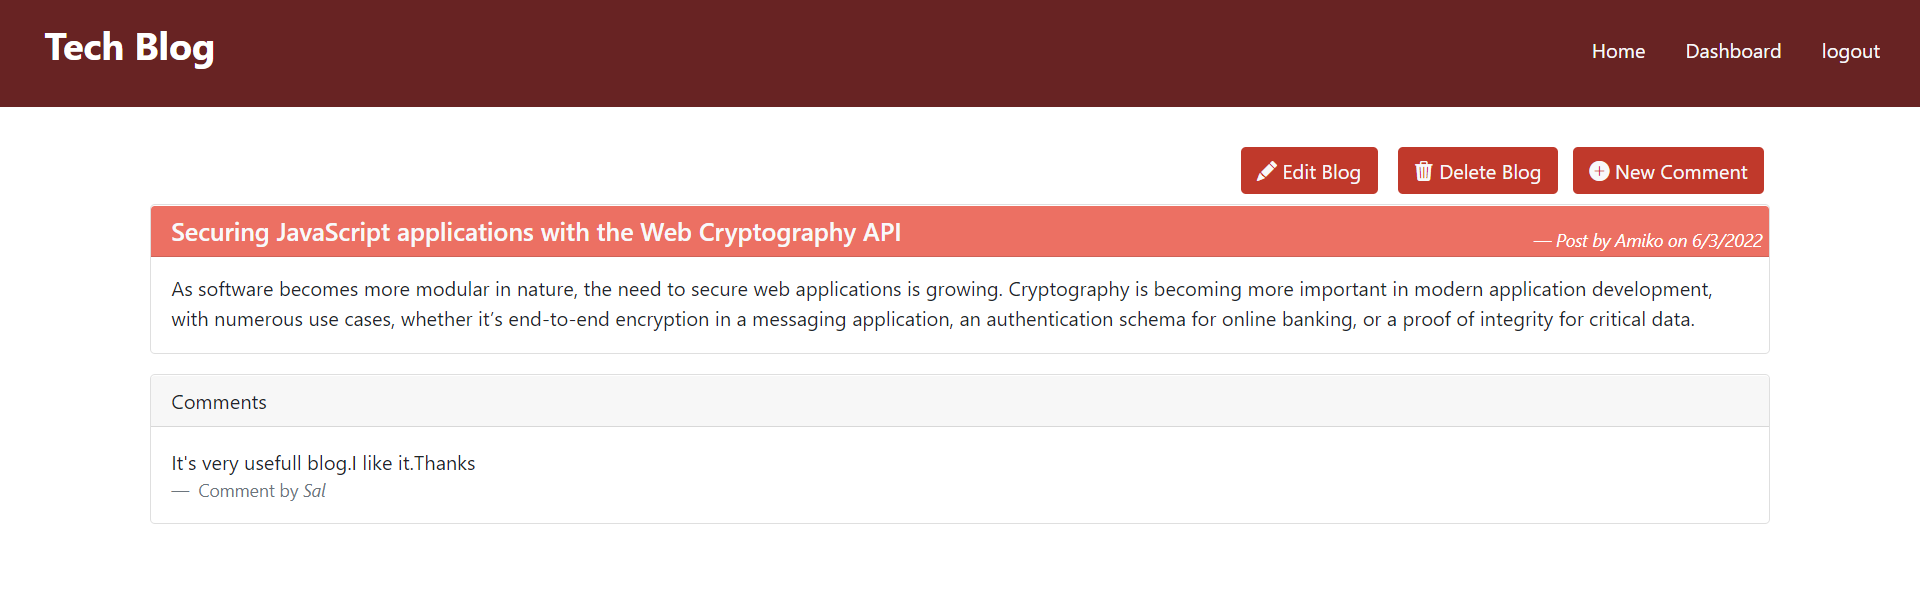 Tech Blog
Home Dashboard logout
Edit Blog Delete Blog New Comment
Securing JavaScript applications with the Web Cryptography API
— Post by Amiko on 6/3/2022
As software becomes more modular in nature, the need to secure web applications is growing. Cryptography is becoming more important in modern application development,
with numerous use cases, whether it’s end-to-end encryption in a messaging application, an authentication schema for online banking, or a proof of integrity for critical data.
Comments
It's very usefull blog.I like it.Thanks
— Comment by Sal